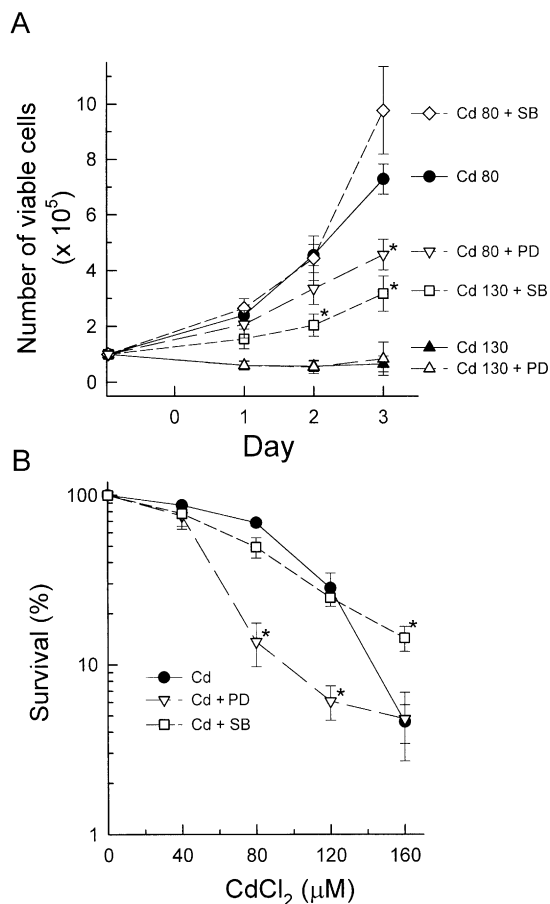 A
Number of viable cells
(x 10⁵)
10
8
6
4
2
0
Cd 80 + SB
Cd 80
Cd 80 + PD
*
Cd 130 + SB
*
*
Cd 130
Cd 130 + PD
0 1 2 3
Day
B
Survival (%)
100
10
1
*
*
*
Cd
Cd + PD
Cd + SB
0 40 80 120 160
CdCl₂ (μM)